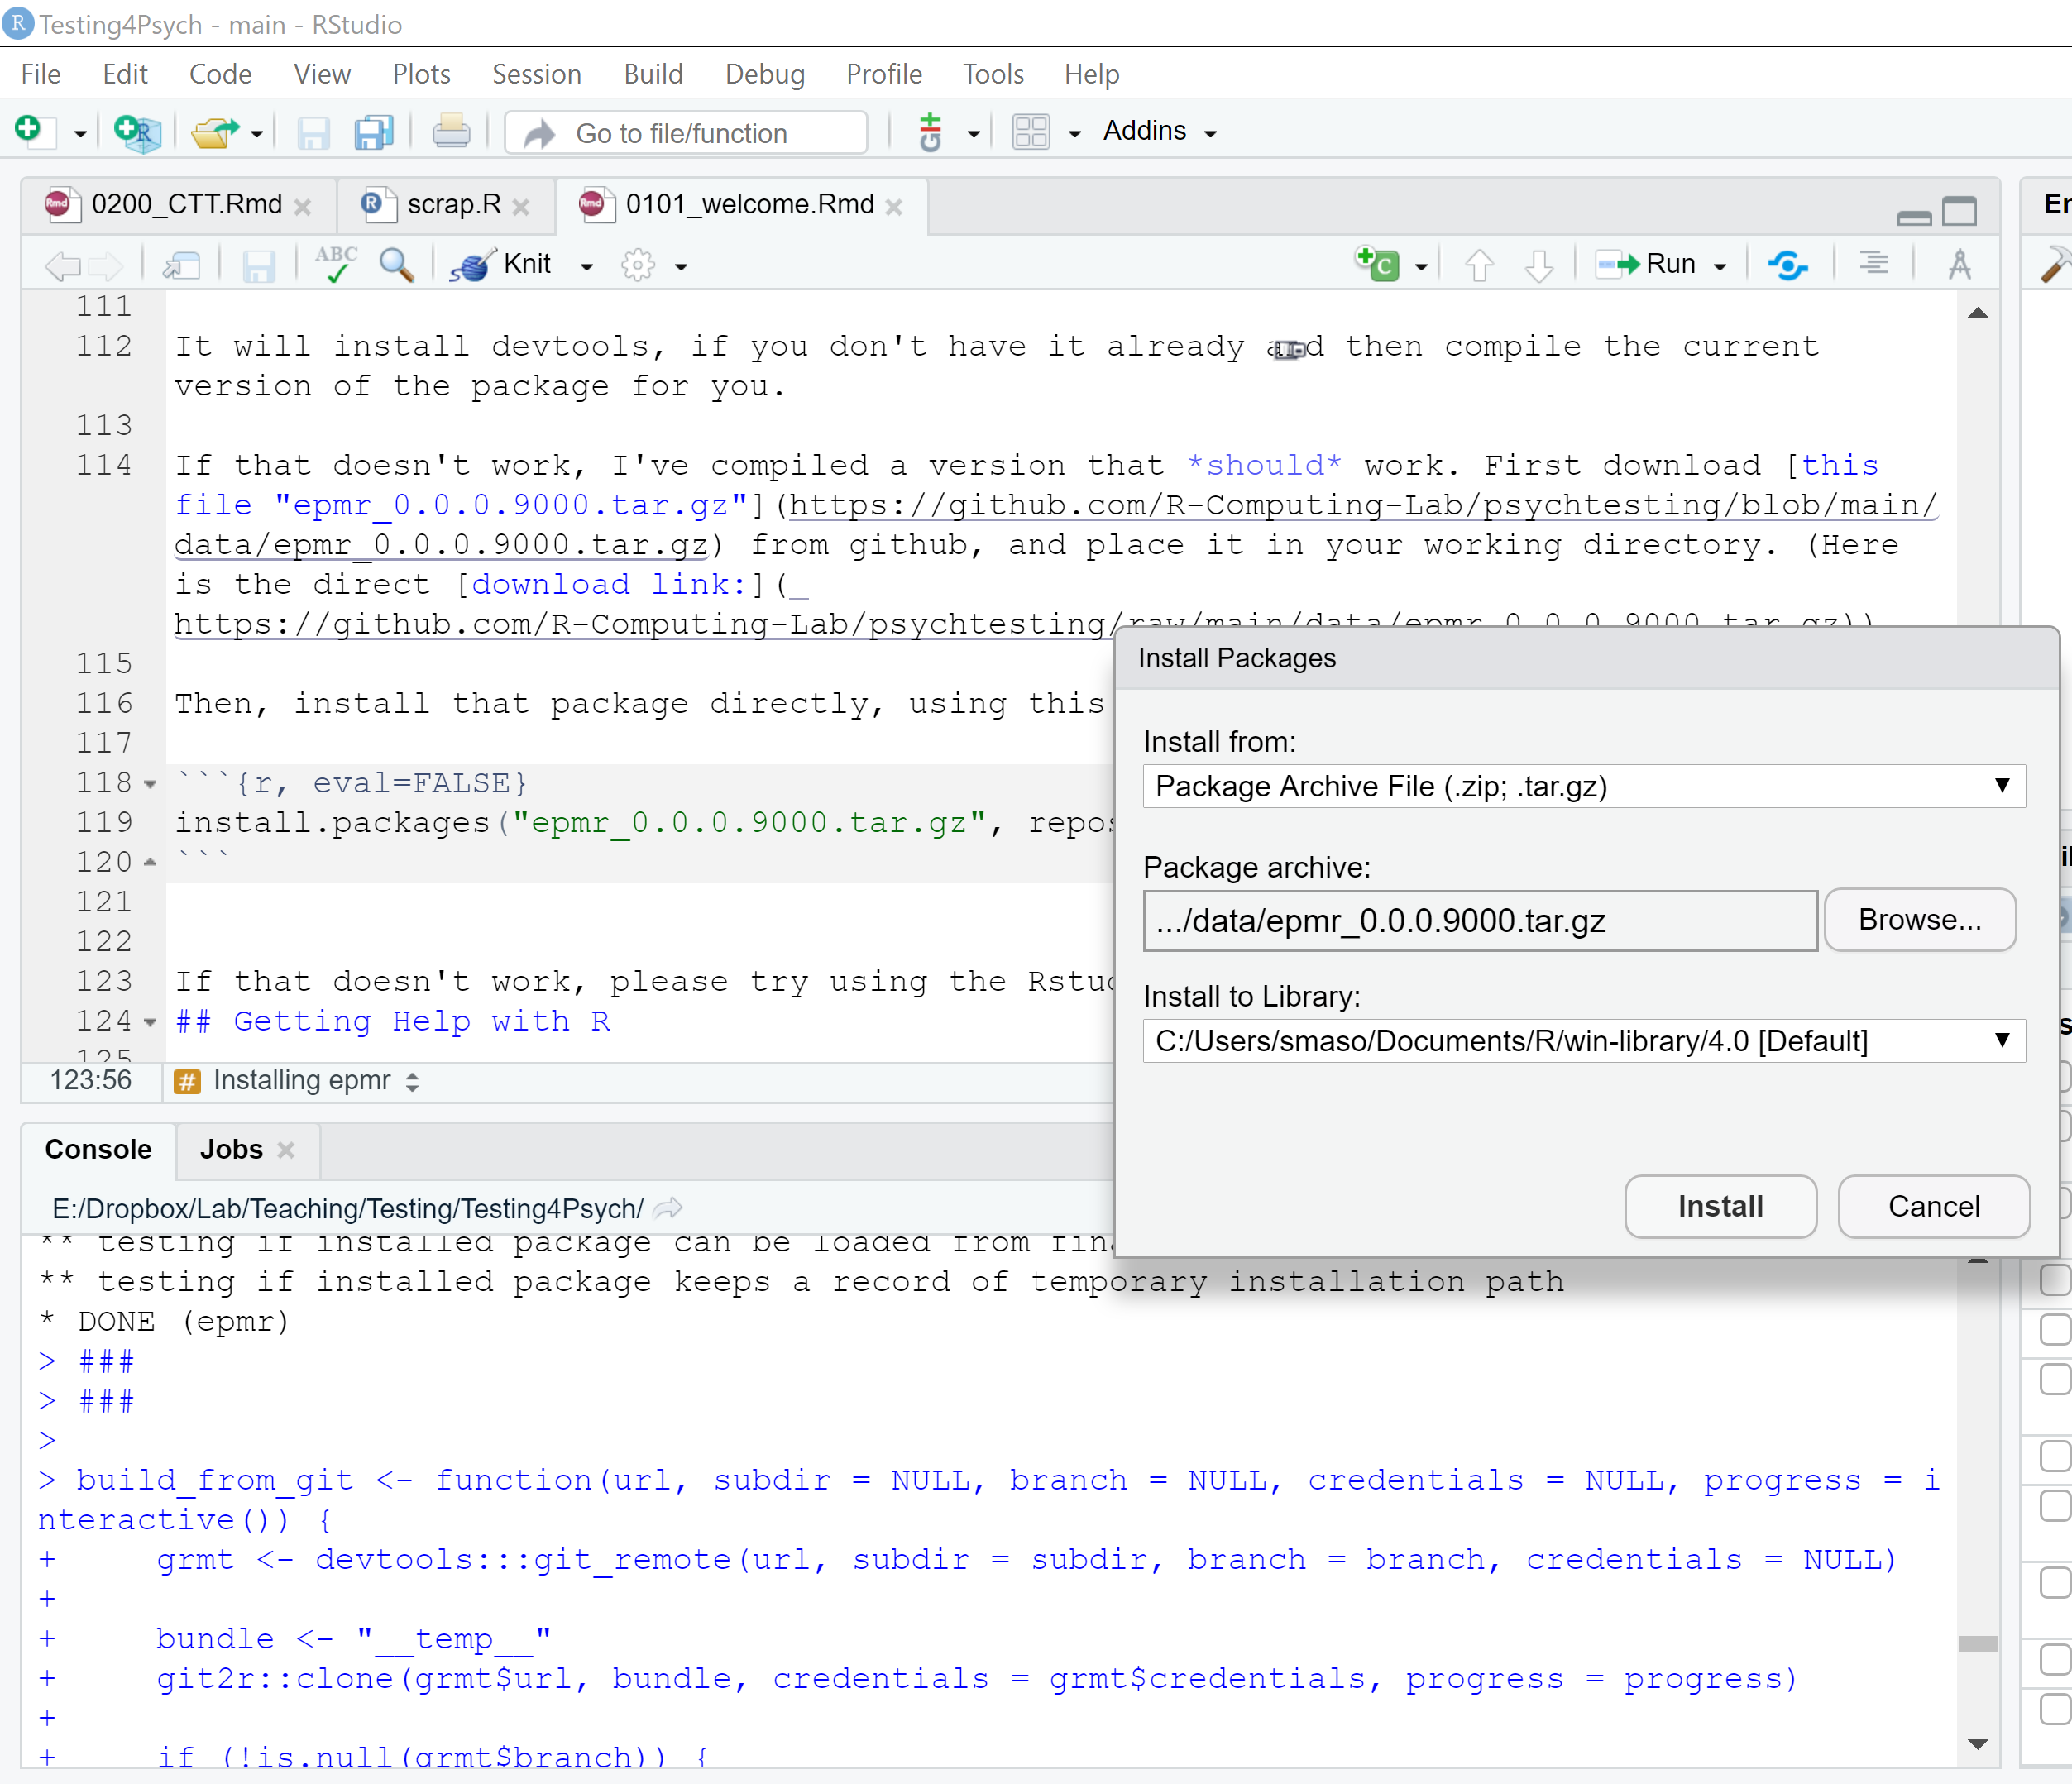 Testing4Psych - main - RStudio
File Edit Code View Plots Session Build Debug Profile Tools Help
Go to file/function Addins
0200_CTT.Rmd scrap.R 0101_welcome.Rmd
ABC Knit Run
111
112 It will install devtools, if you don't have it already and then compile the current
version of the package for you.
113
114 If that doesn't work, I've compiled a version that *should* work. First download [this
file "epmr_0.0.0.9000.tar.gz"](https://github.com/R-Computing-Lab/psychtesting/blob/main/
data/epmr_0.0.0.9000.tar.gz) from github, and place it in your working directory. (Here
is the direct [download link:](
https://github.com/R-Computing-Lab/psychtesting/raw/main/data/epmr_0.0.0.9000.tar.gz))
115
116 Then, install that package directly, using this
117
118 ```{r, eval=FALSE}
119 install.packages("epmr_0.0.0.9000.tar.gz", repos
120 ```
121
122
123 If that doesn't work, please try using the
124 ## Getting Help with R
125
123:56 # Installing epmr
Install Packages
Install from:
Package Archive File (.zip; .tar.gz)
Package archive:
.../data/epmr_0.0.0.9000.tar.gz Browse...
Install to Library:
C:/Users/smaso/Documents/R/win-library/4.0 [Default]
Install Cancel
Console Jobs
E:/Dropbox/Lab/Teaching/Testing/Testing4Psych/
** testing if installed package can be loaded from
** testing if installed package keeps a record of temporary installation path
* DONE (epmr)
> ###
> ###
>
> build_from_git <- function(url, subdir = NULL, branch = NULL, credentials = NULL, progress = i
nteractive()) {
+ grmt <- devtools:::git_remote(url, subdir = subdir, branch = branch, credentials = NULL)
+
+ bundle <- "__temp__"
+ git2r::clone(grmt$url, bundle, credentials = grmt$credentials, progress = progress)
+
+ if (!is.null(grmt$branch)) {